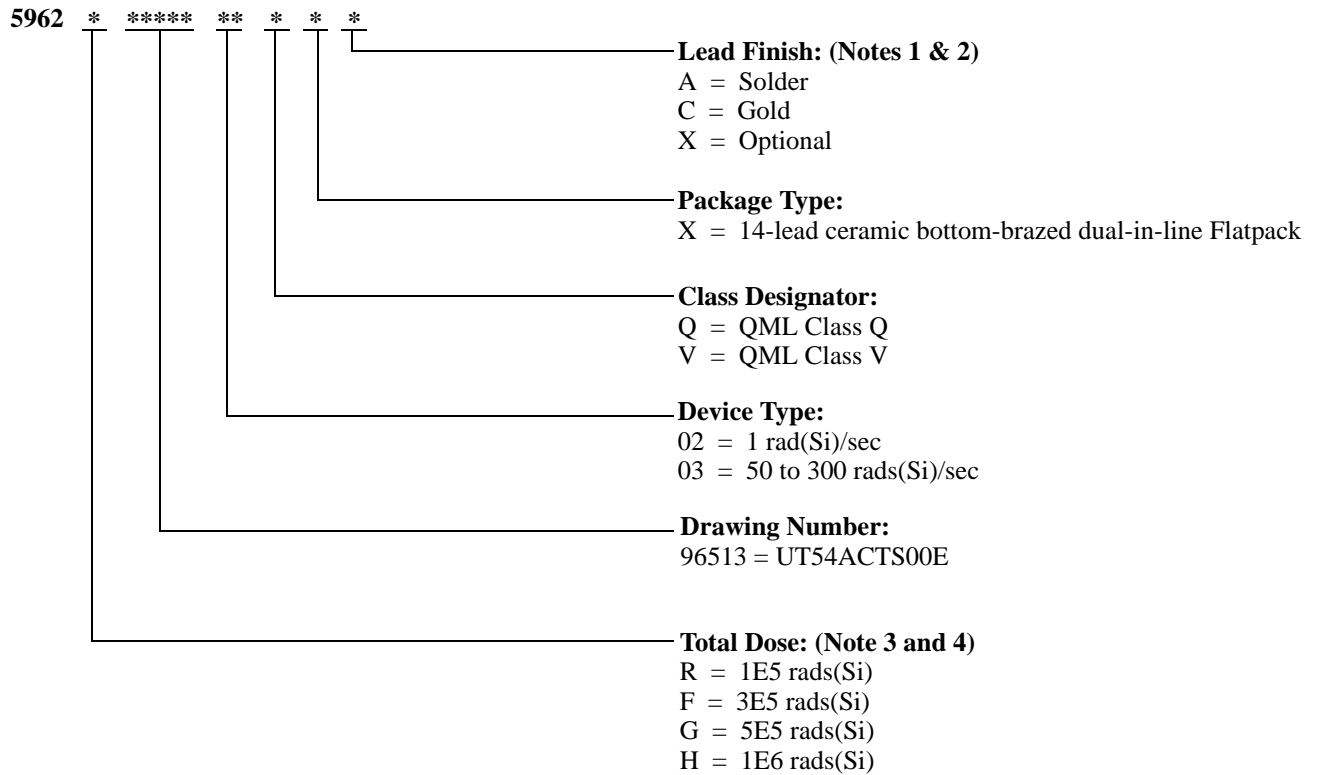 5962 * ***** ** * * *
Lead Finish: (Notes 1 & 2)
A = Solder
C = Gold
X = Optional
Package Type:
X = 14-lead ceramic bottom-brazed dual-in-line Flatpack
Class Designator:
Q = QML Class Q
V = QML Class V
Device Type:
02 = 1 rad(Si)/sec
03 = 50 to 300 rads(Si)/sec
Drawing Number:
96513 = UT54ACTS00E
Total Dose: (Note 3 and 4)
R = 1E5 rads(Si)
F = 3E5 rads(Si)
G = 5E5 rads(Si)
H = 1E6 rads(Si)